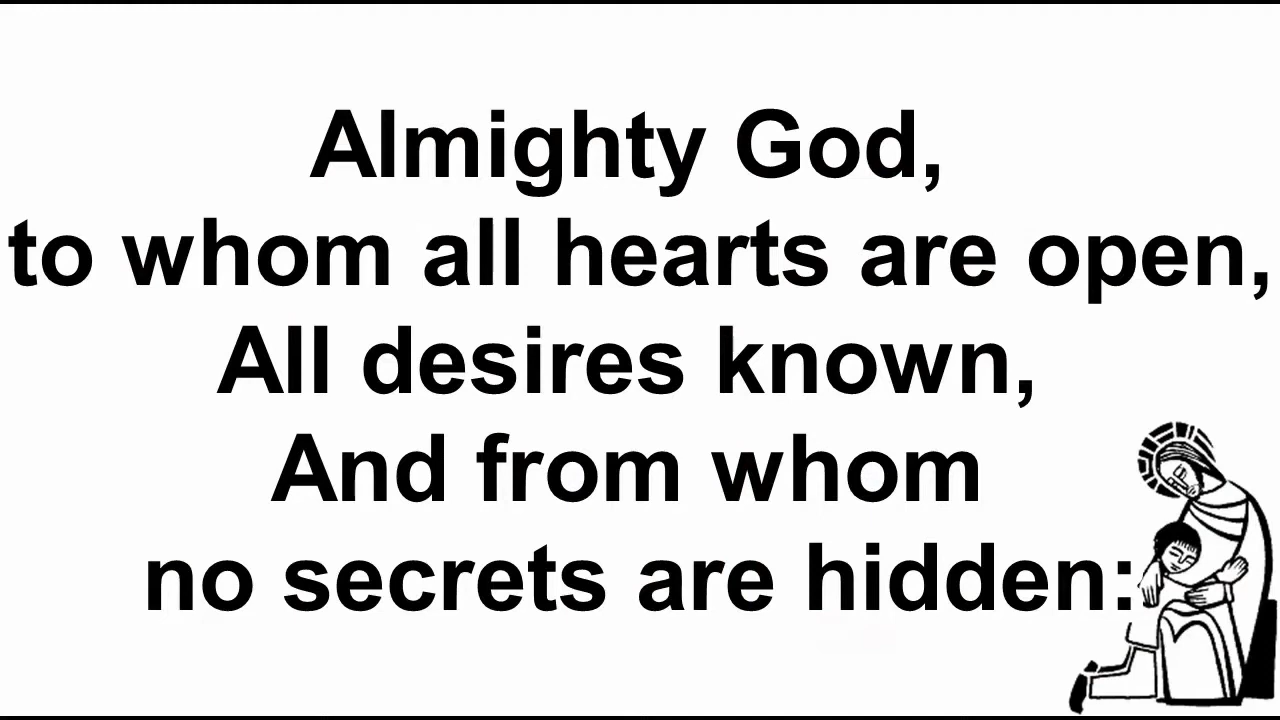 Almighty God,
to whom all hearts are open,
All desires known,
And from whom
no secrets are hidden: